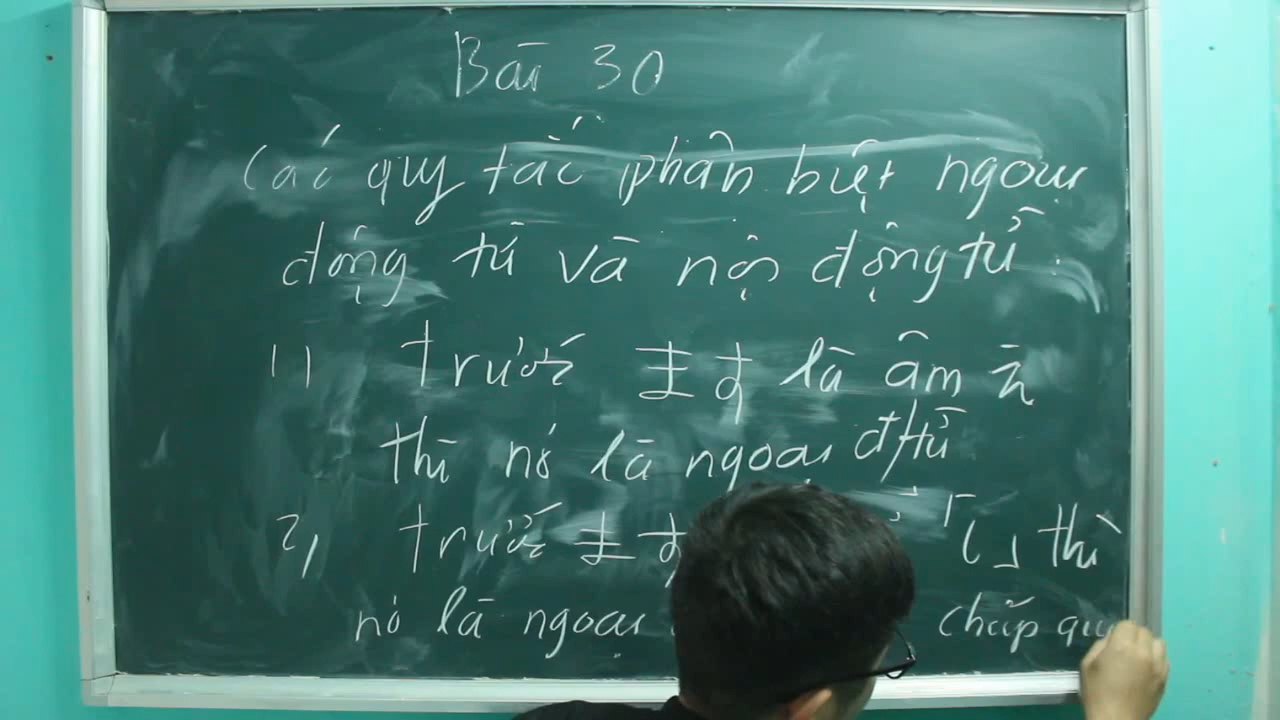 Bài 30
Các quy tắc phân biệt ngoại
động từ và nội động từ :
1) trước ます là âm え
thì nó là ngoại đ/từ
2, trước ます 「し」 thì
nó là ngoại chấp